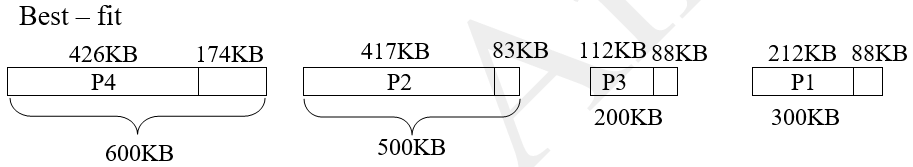 Best – fit
426KB 174KB 417KB 83KB 112KB 88KB 212KB 88KB
P4 P2 P3 P1
600KB 500KB 200KB 300KB